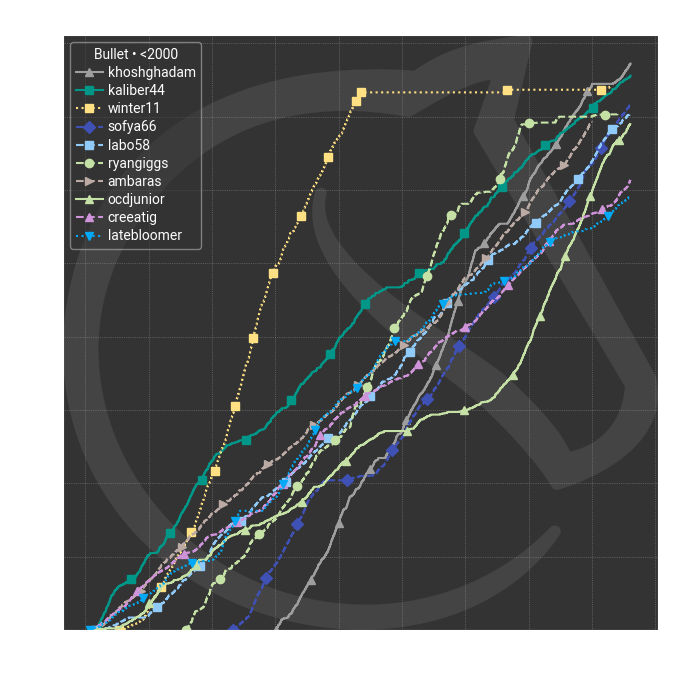 Bullet • <2000
khoshghadam
kaliber44
winter11
sofya66
labo58
ryangiggs
ambaras
ocdjunior
creeatig
latebloomer